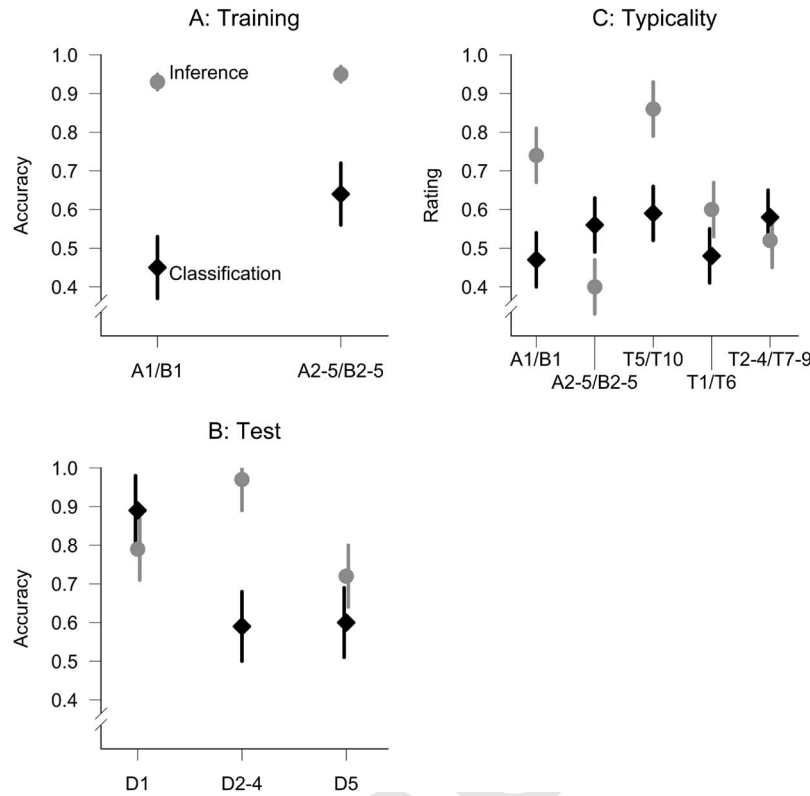 A: Training
Accuracy
1.0
0.9
0.8
0.7
0.6
0.5
0.4
Inference
Classification
A1/B1
A2-5/B2-5
C: Typicality
Rating
1.0
0.9
0.8
0.7
0.6
0.5
0.4
A1/B1
A2-5/B2-5
T5/T10
T1/T6
T2-4/T7-9
B: Test
Accuracy
1.0
0.9
0.8
0.7
0.6
0.5
0.4
D1
D2-4
D5